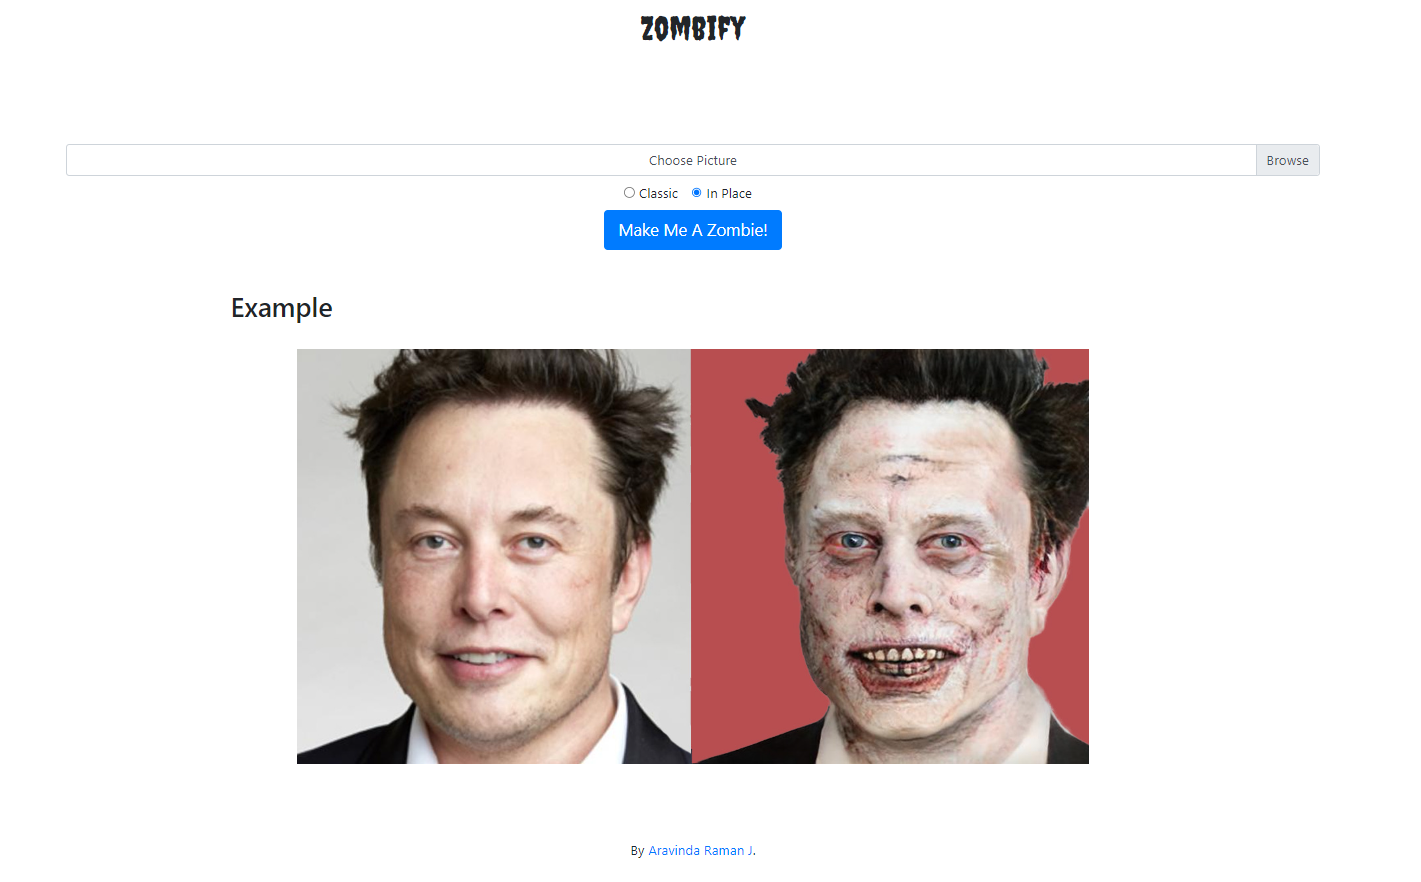 ZOMBIFY
Choose Picture
Browse
Classic
In Place
Make Me A Zombie!
Example
By Aravinda Raman J.